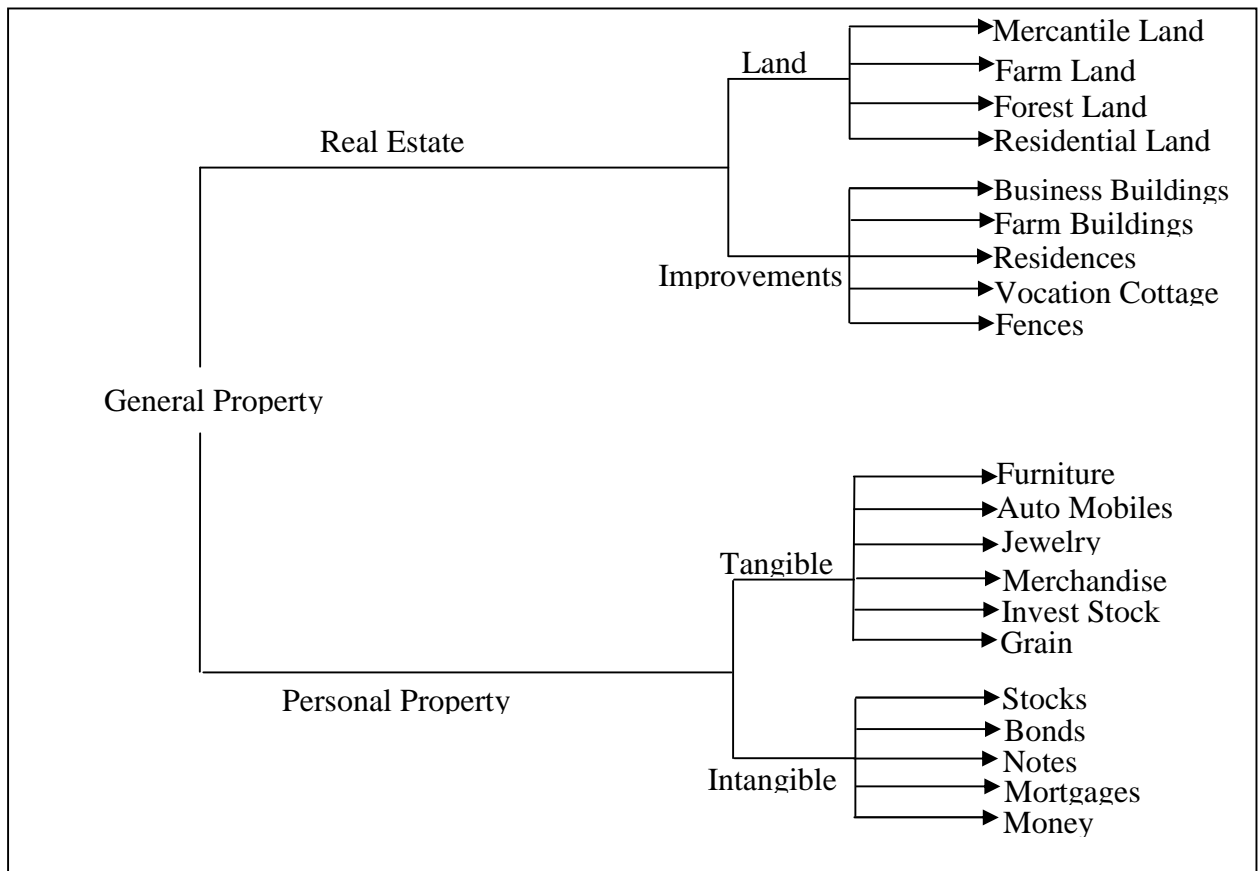 Mercantile Land
Land
Farm Land
Forest Land
Real Estate
Residential Land
Business Buildings
Farm Buildings
Improvements
Residences
Vocation Cottage
Fences
General Property
Furniture
Auto Mobiles
Jewelry
Tangible
Merchandise
Invest Stock
Grain
Personal Property
Stocks
Bonds
Notes
Intangible
Mortgages
Money